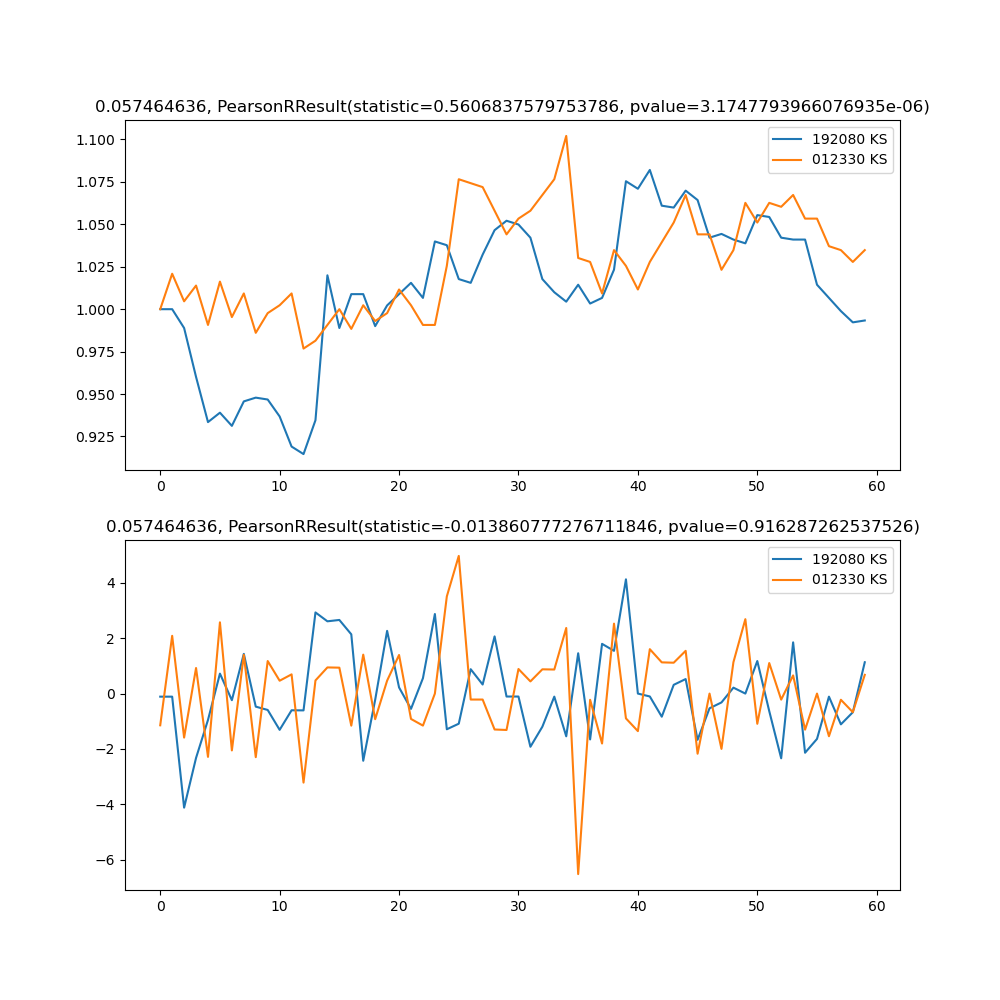 0.057464636, PearsonRResult(statistic=0.5606837579753786, pvalue=3.1747793966076935e-06)
192080 KS
012330 KS
1.100
1.075
1.050
1.025
1.000
0.975
0.950
0.925
0 10 20 30 40 50 60
0.057464636, PearsonRResult(statistic=-0.013860777276711846, pvalue=0.916287262537526)
192080 KS
012330 KS
4
2
0
−2
−4
−6
0 10 20 30 40 50 60